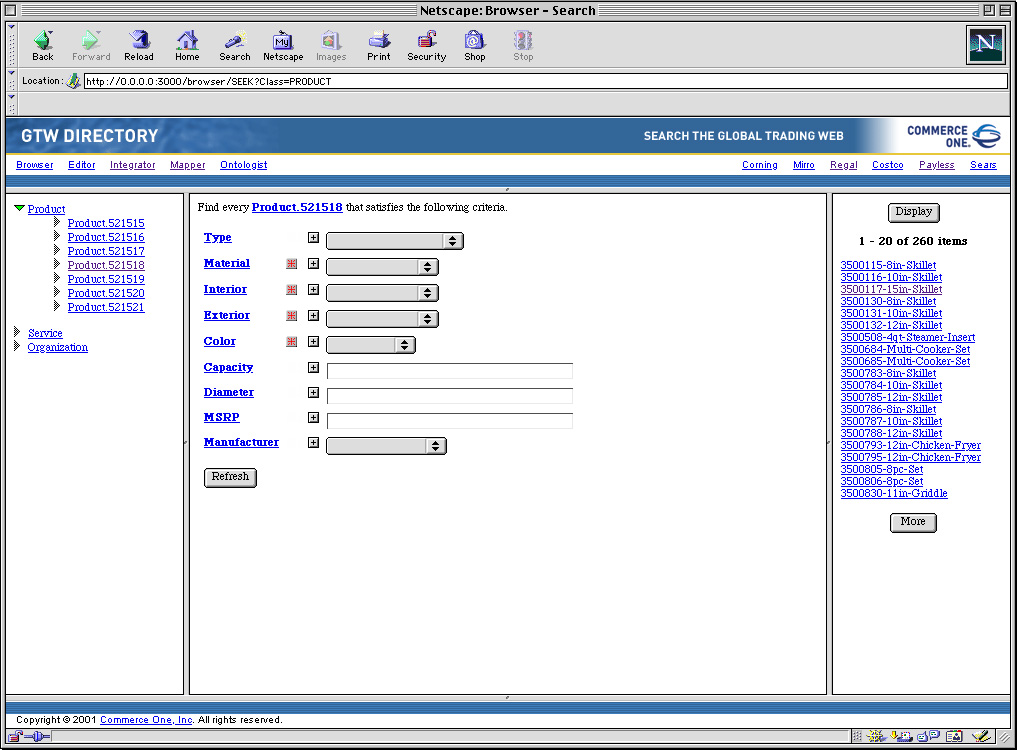 Netscape: Browser - Search
Back Forward Reload Home Search Netscape Images Print Security Shop Stop
My
N
Location: http://0.0.0.0:3000/browser/SEEK?Class=PRODUCT
GTW DIRECTORY SEARCH THE GLOBAL TRADING WEB COMMERCE
ONE.
Browser Editor Integrator Mapper Ontologist Corning Mirro Regal Costco Payless Sears
Product
Product.521515
Product.521516
Product.521517
Product.521518
Product.521519
Product.521520
Product.521521
Service
Organization
Find every Product.521518 that satisfies the following criteria.
Type
Material
Interior
Exterior
Color
Capacity
Diameter
MSRP
Manufacturer
Refresh
Display
1 - 20 of 260 items
3500115-8in-Skillet
3500116-10in-Skillet
3500117-15in-Skillet
3500130-8in-Skillet
3500131-10in-Skillet
3500132-12in-Skillet
3500508-4qt-Steamer-Insert
3500684-Multi-Cooker-Set
3500685-Multi-Cooker-Set
3500783-8in-Skillet
3500784-10in-Skillet
3500785-12in-Skillet
3500786-8in-Skillet
3500787-10in-Skillet
3500788-12in-Skillet
3500793-12in-Chicken-Fryer
3500795-12in-Chicken-Fryer
3500805-8pc-Set
3500806-8pc-Set
3500830-11in-Griddle
More
Copyright © 2001 Commerce One, Inc. All rights reserved.